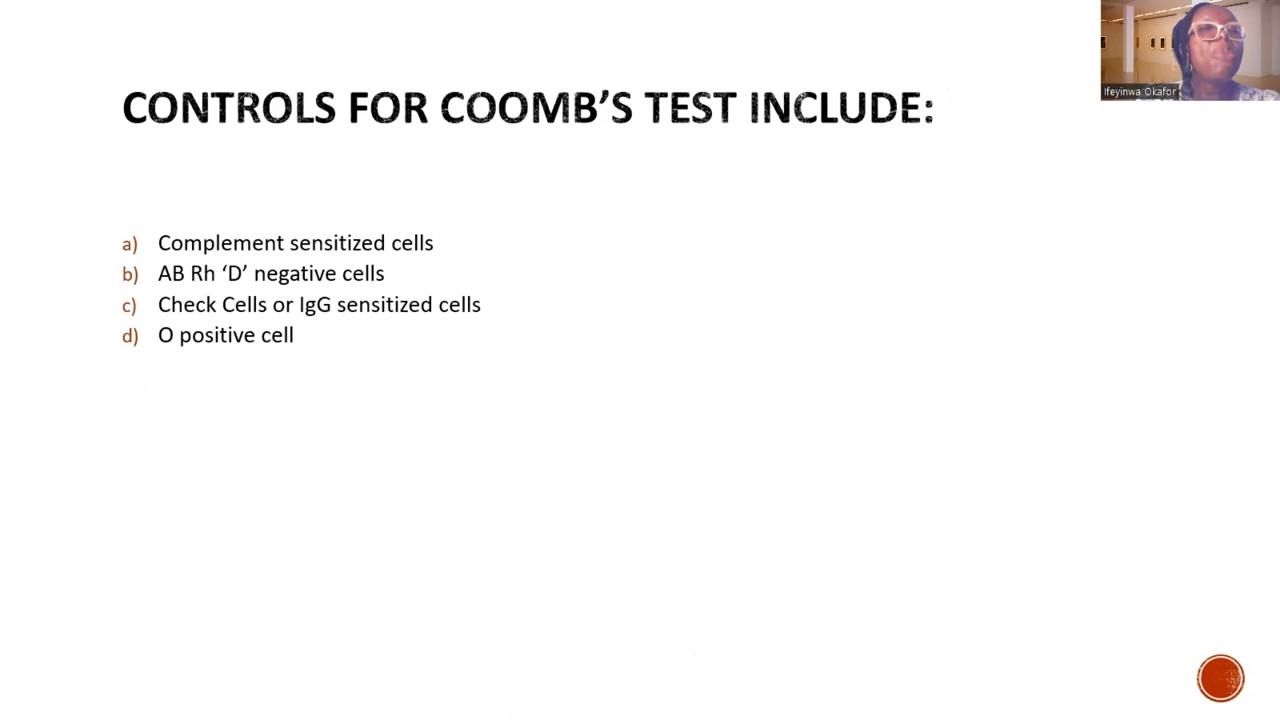 Ifeyinwa Okafor
CONTROLS FOR COOMB’S TEST INCLUDE:
a) Complement sensitized cells
b) AB Rh ‘D’ negative cells
c) Check Cells or IgG sensitized cells
d) O positive cell